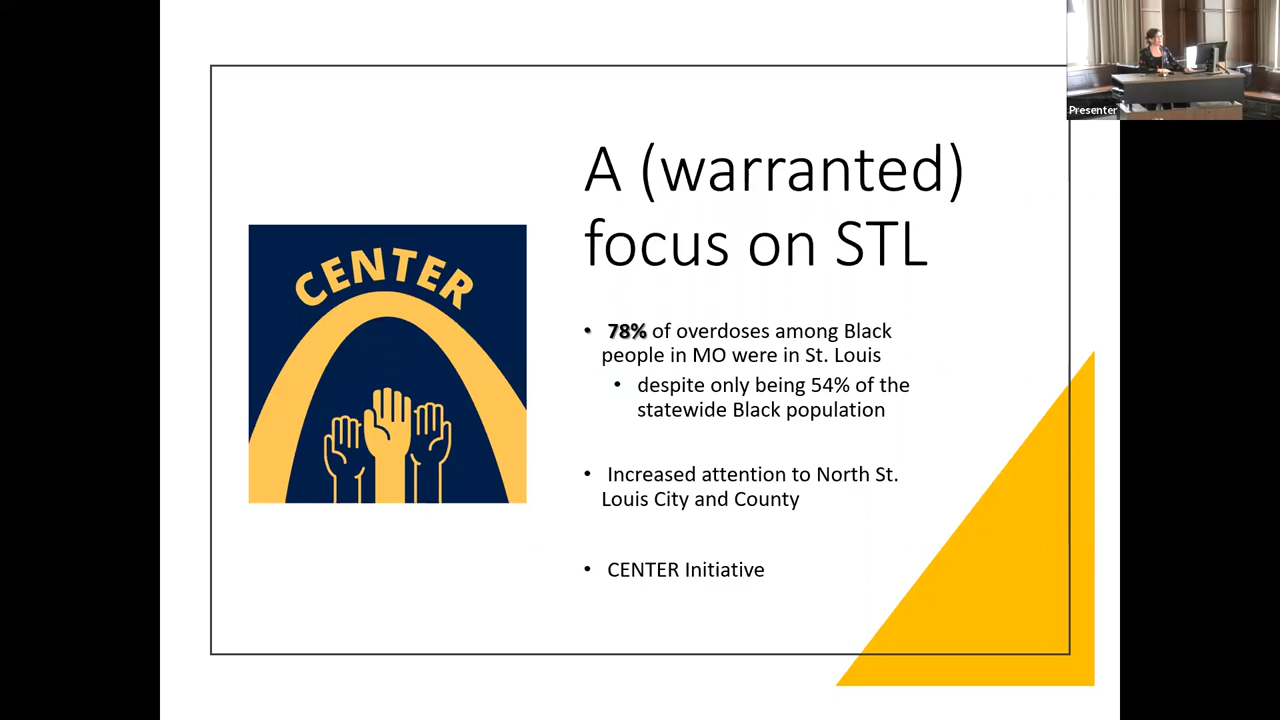 Presenter
A (warranted)
focus on STL
CENTER
• 78% of overdoses among Black
people in MO were in St. Louis
• despite only being 54% of the
statewide Black population
• Increased attention to North St.
Louis City and County
• CENTER Initiative